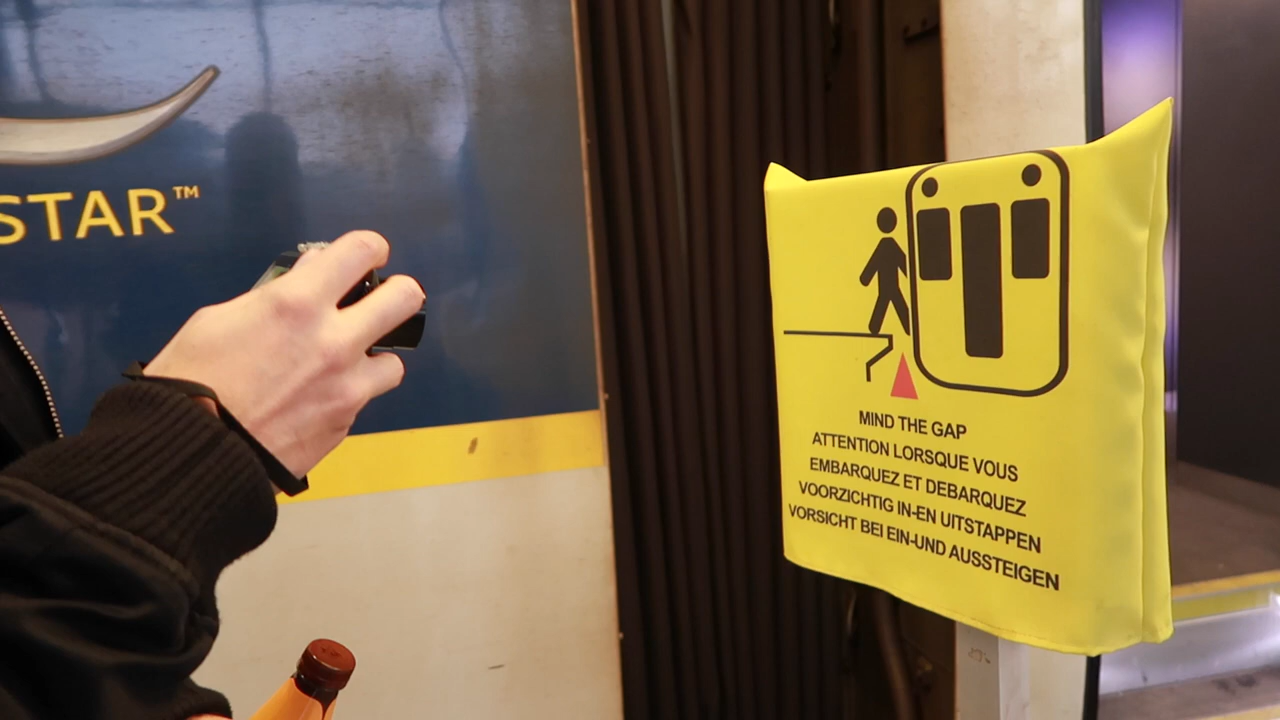 STAR™
MIND THE GAP
ATTENTION LORSQUE VOUS
EMBARQUEZ ET DEBARQUEZ
VOORZICHTIG IN-EN UITSTAPPEN
VORSICHT BEI EIN-UND AUSSTEIGEN